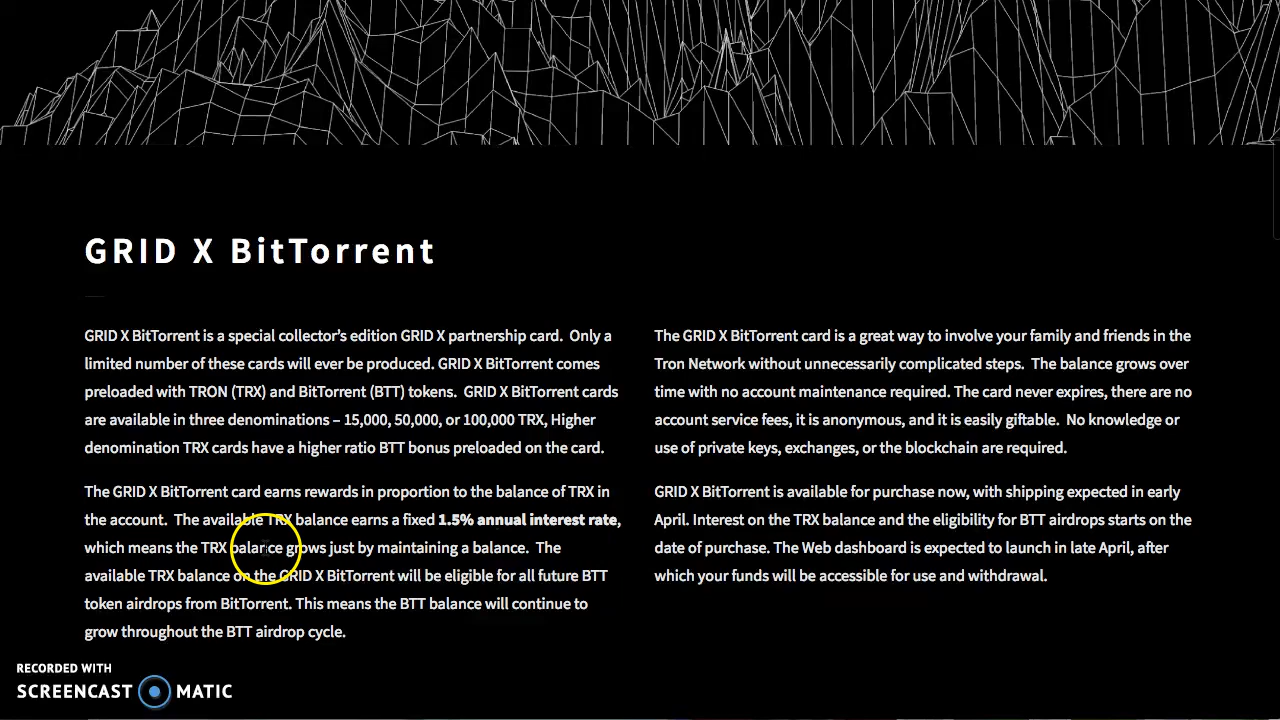 GRID X BitTorrent
GRID X BitTorrent is a special collector's edition GRID X partnership card.  Only a
limited number of these cards will ever be produced. GRID X BitTorrent comes
preloaded with TRON (TRX) and BitTorrent (BTT) tokens.  GRID X BitTorrent cards
are available in three denominations – 15,000, 50,000, or 100,000 TRX, Higher
denomination TRX cards have a higher ratio BTT bonus preloaded on the card.
The GRID X BitTorrent card earns rewards in proportion to the balance of TRX in
the account.  The available TRX balance earns a fixed 1.5% annual interest rate,
which means the TRX balance grows just by maintaining a balance.  The
available TRX balance on the GRID X BitTorrent will be eligible for all future BTT
token airdrops from BitTorrent. This means the BTT balance will continue to
grow throughout the BTT airdrop cycle.
The GRID X BitTorrent card is a great way to involve your family and friends in the
Tron Network without unnecessarily complicated steps.  The balance grows over
time with no account maintenance required. The card never expires, there are no
account service fees, it is anonymous, and it is easily giftable.  No knowledge or
use of private keys, exchanges, or the blockchain are required.
GRID X BitTorrent is available for purchase now, with shipping expected in early
April. Interest on the TRX balance and the eligibility for BTT airdrops starts on the
date of purchase. The Web dashboard is expected to launch in late April, after
which your funds will be accessible for use and withdrawal.
RECORDED WITH
SCREENCAST MATIC